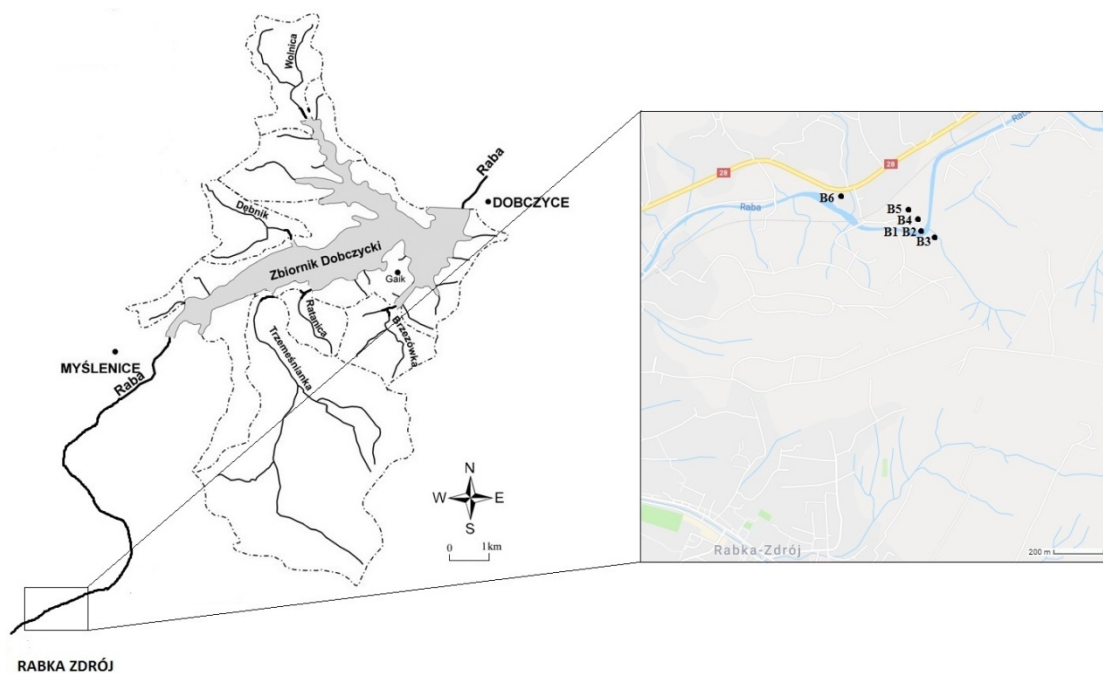 Wolnica
Raba
DOBCZYCE
Dębnik
Zbiornik Dobczycki
Gaik
Ratanica
Brzezówka
Trzemeśnianka
MYŚLENICE
Raba
N
W E
S
0 1km
RABKA ZDRÓJ
Raba
28
28
B6
Raba
B5
B4
B1 B2
B3
Rabka-Zdrój
200 m